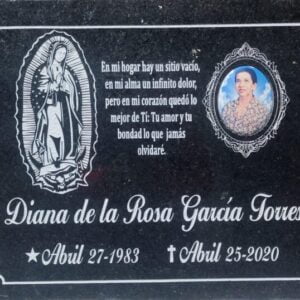 En mi hogar hay un sitio vacío,
en mi alma un infinito dolor,
pero en mi corazón quedó lo
mejor de Ti: Tu amor y tu
bondad lo que jamás
olvidaré.
Diana de la Rosa García Torres
★Abril 27-1983 ✝Abril 25-2020